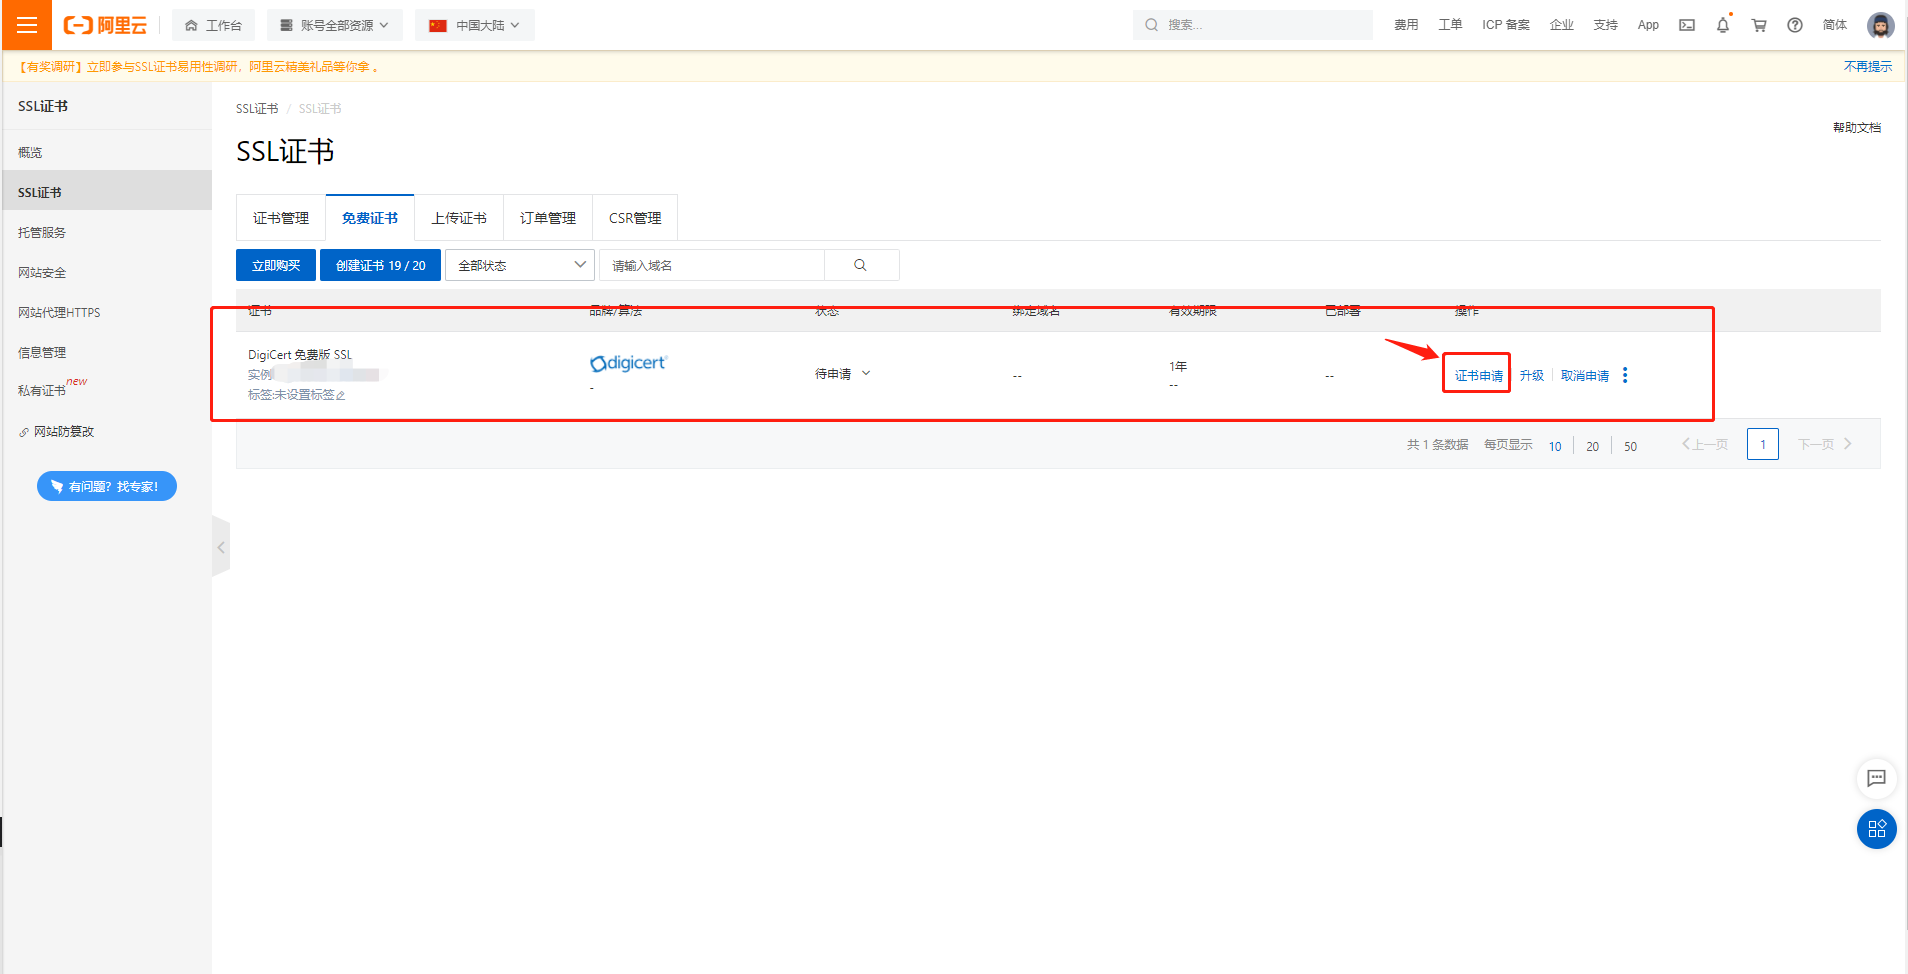 阿里云 工作台 账号全部资源 中国大陆 搜索... 费用 工单 ICP 备案 企业 支持 App 简体
【有奖调研】立即参与SSL证书易用性调研，阿里云精美礼品等你拿 。 不再提示
SSL证书
概览
SSL证书
托管服务
网站安全
网站代理HTTPS
信息管理
私有证书 new
网站防篡改
有问题？找专家！
SSL证书 / SSL证书
帮助文档
SSL证书
证书管理 免费证书 上传证书 订单管理 CSR管理
立即购买 创建证书 19 / 20 全部状态 请输入域名
证书 品牌/算法 状态 绑定域名 有效期限 已部署 操作
DigiCert 免费版 SSL
实例
标签:未设置标签
digicert
-
待申请
--
1年
--
--
证书申请 升级 取消申请
共 1 条数据 每页显示 10 20 50 上一页 1 下一页